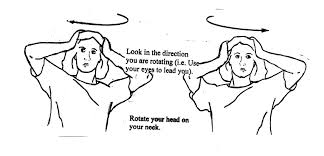 Look in the direction
you are rotating (i.e. Use
your eyes to lead you).
Rotate your head on
your neck.